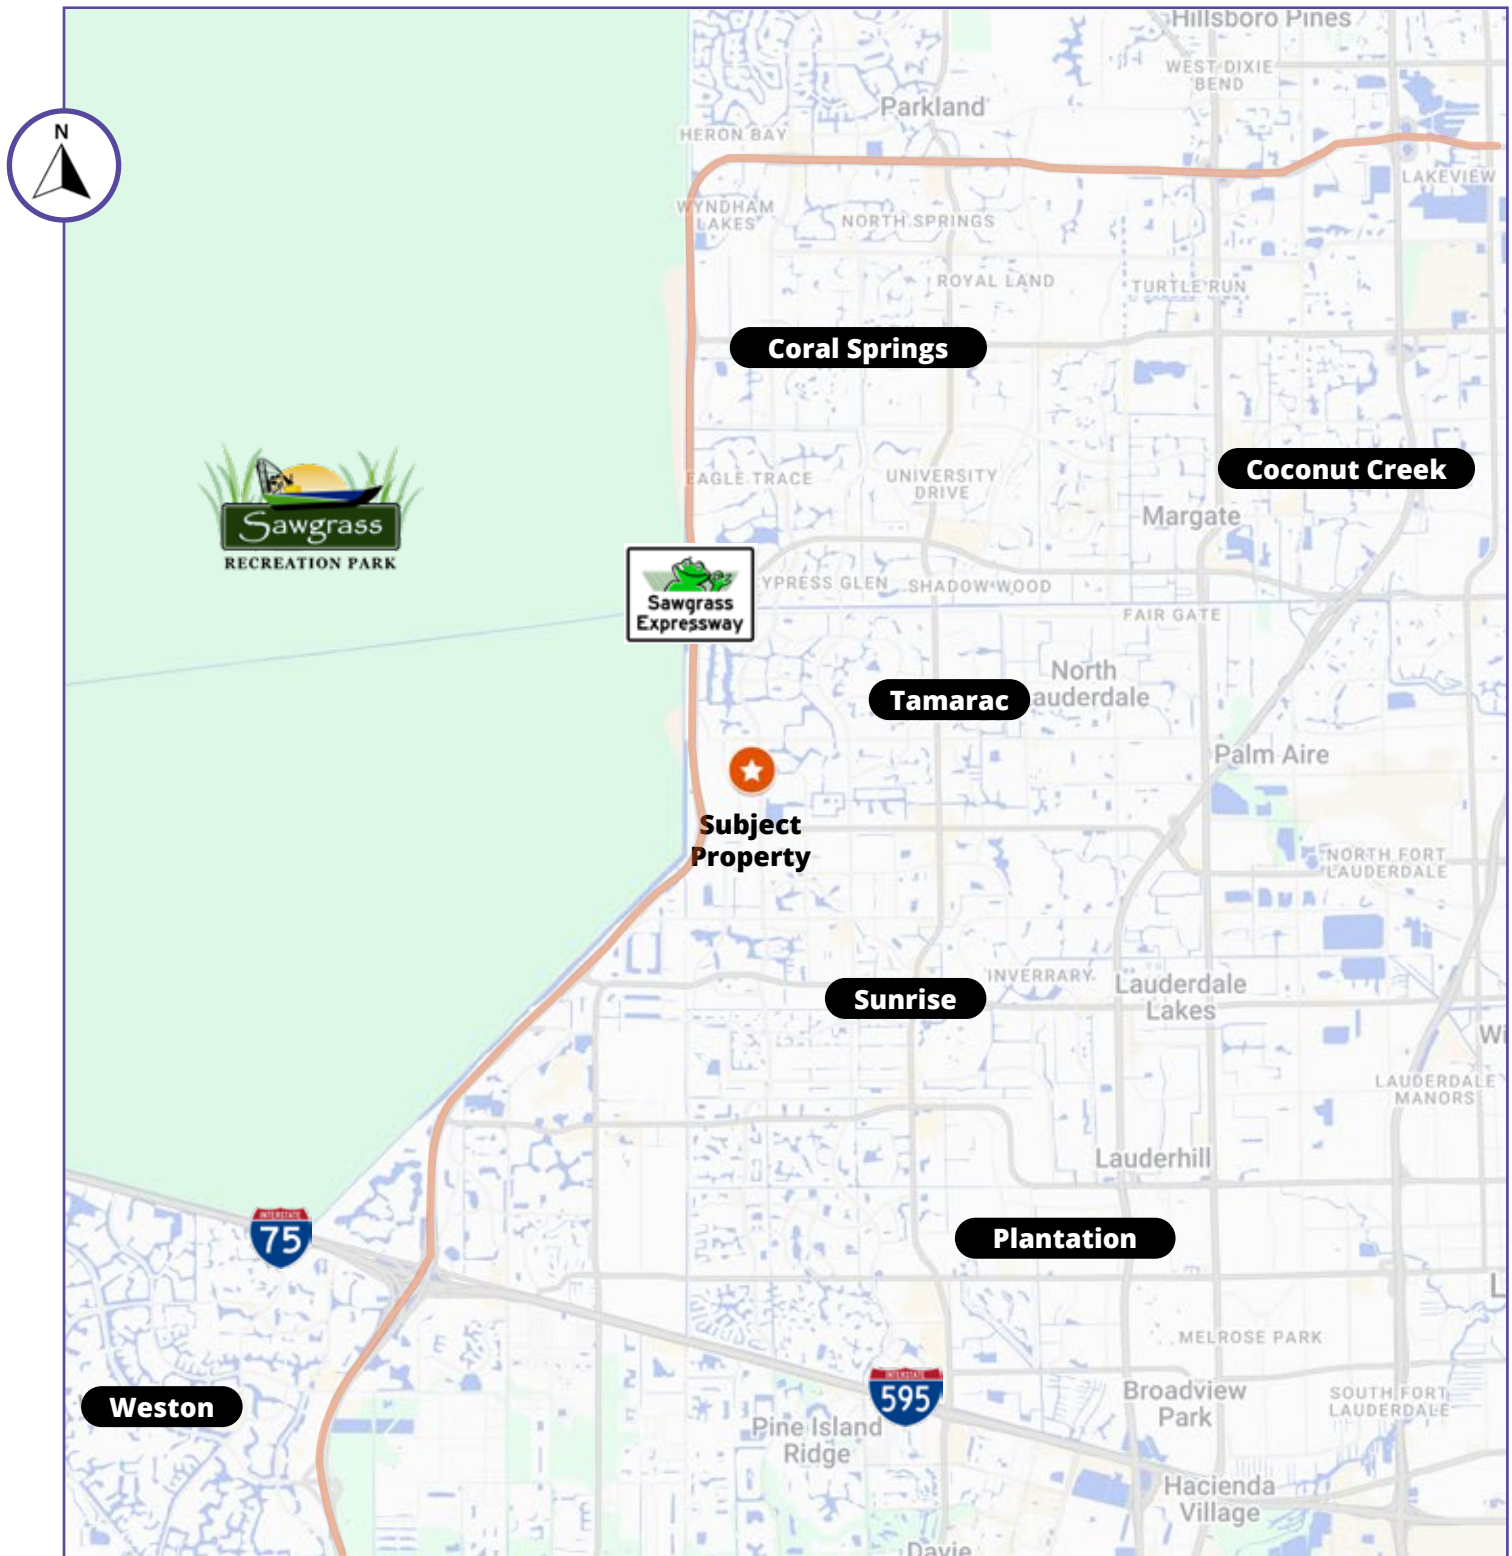 Hillsboro Pines
WEST DIXIE
BEND
Parkland
N
HERON BAY
LAKEVIEW
WYNDHAM
LAKES
NORTH SPRINGS
ROYAL LAND
TURTLE RUN
Coral Springs
Coconut Creek
EAGLE TRACE
UNIVERSITY
DRIVE
Margate
Sawgrass
RECREATION PARK
YPRESS GLEN
SHADOW WOOD
Sawgrass
Expressway
FAIR GATE
North
auderdale
Tamarac
Palm Aire
Subject
Property
NORTH FORT
LAUDERDALE
INVERRARY
Lauderdale
Lakes
Sunrise
Wi
LAUDERDALE
MANORS
Lauderhill
INTERSTATE
75
Plantation
L
MELROSE PARK
Weston
INTERSTATE
595
Broadview
Park
SOUTH FORT
LAUDERDALE
Pine Island
Ridge
Hacienda
Village
Davie